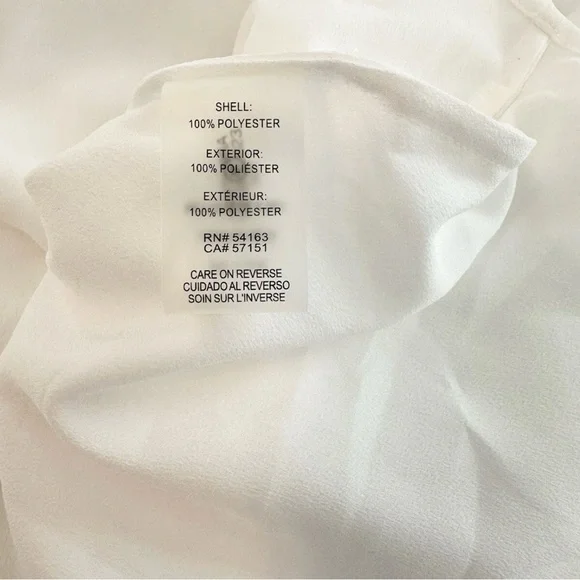 SHELL:
100% POLYESTER
EXTERIOR:
100% POLIÉSTER
EXTÉRIEUR:
100% POLYESTER
RN# 54163
CA# 57151
CARE ON REVERSE
CUIDADO AL REVERSO
SOIN SUR L'INVERSE